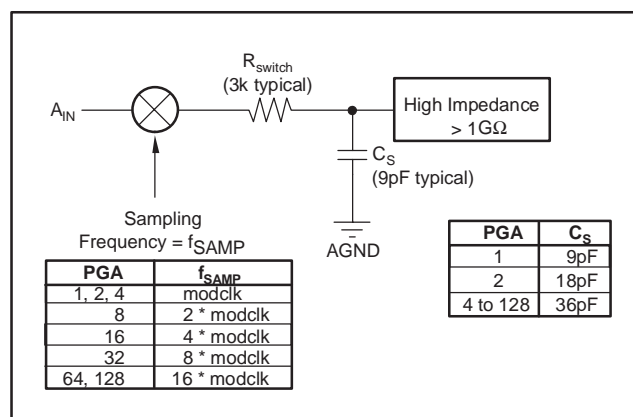 R_switch
(3k typical)
A_IN
High Impedance
> 1GΩ
C_S
(9pF typical)
Sampling
Frequency = f_SAMP
AGND
PGA f_SAMP
1, 2, 4 modclk
8 2 * modclk
16 4 * modclk
32 8 * modclk
64, 128 16 * modclk
PGA C_S
1 9pF
2 18pF
4 to 128 36pF